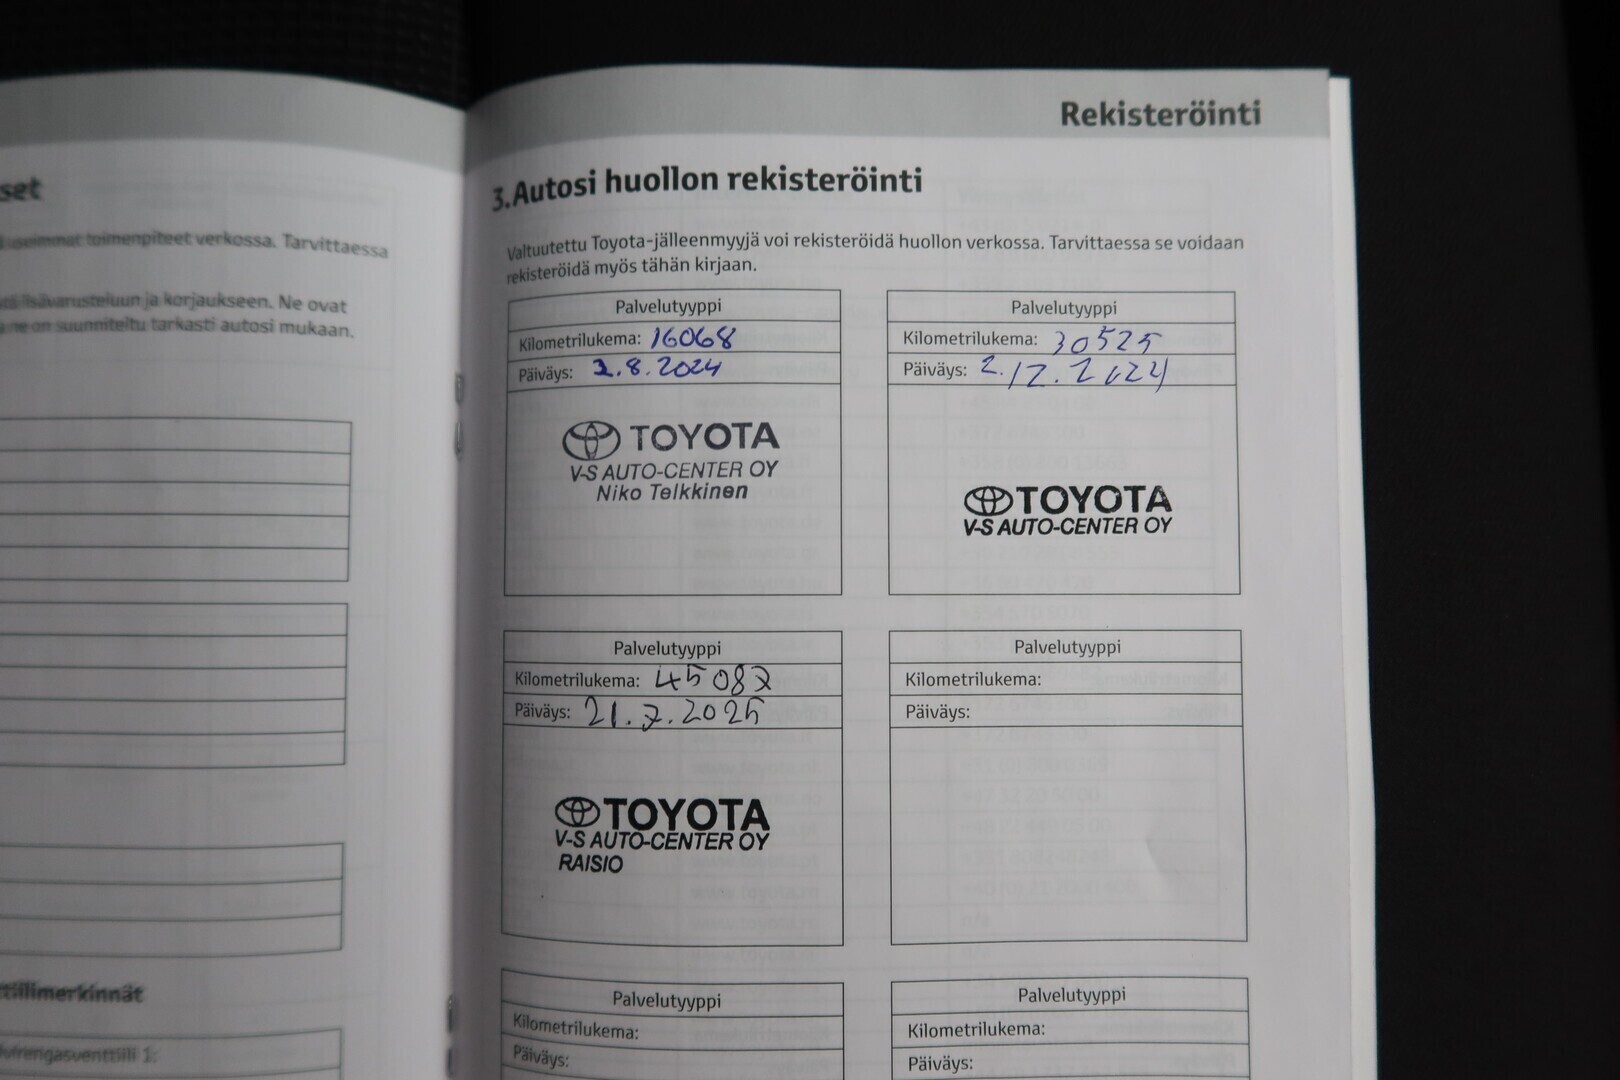 set
useimmat toimenpiteet verkossa. Tarvittaessa
lisävarusteluun ja korjaukseen. Ne ovat
ne on suunniteltu tarkasti autosi mukaan.
tiilimerkinnät
Rekisteröinti
3. Autosi huollon rekisteröinti
Valtuutettu Toyota-jälleenmyyjä voi rekisteröidä huollon verkossa. Tarvittaessa se voidaan
rekisteröidä myös tähän kirjaan.
Palvelutyyppi
Kilometrilukema: 16068
Päiväys: 2.8.2024
TOYOTA
V-S AUTO-CENTER OY
Niko Telkkinen
Palvelutyyppi
Kilometrilukema: 30525
Päiväys: 2.12.2024
TOYOTA
V-S AUTO-CENTER OY
Palvelutyyppi
Kilometrilukema: 45082
Päiväys: 21.7.2025
TOYOTA
V-S AUTO-CENTER OY
RAISIO
Palvelutyyppi
Kilometrilukema:
Päiväys:
Palvelutyyppi
Kilometrilukema:
Päiväys:
Palvelutyyppi
Kilometrilukema:
Päiväys: